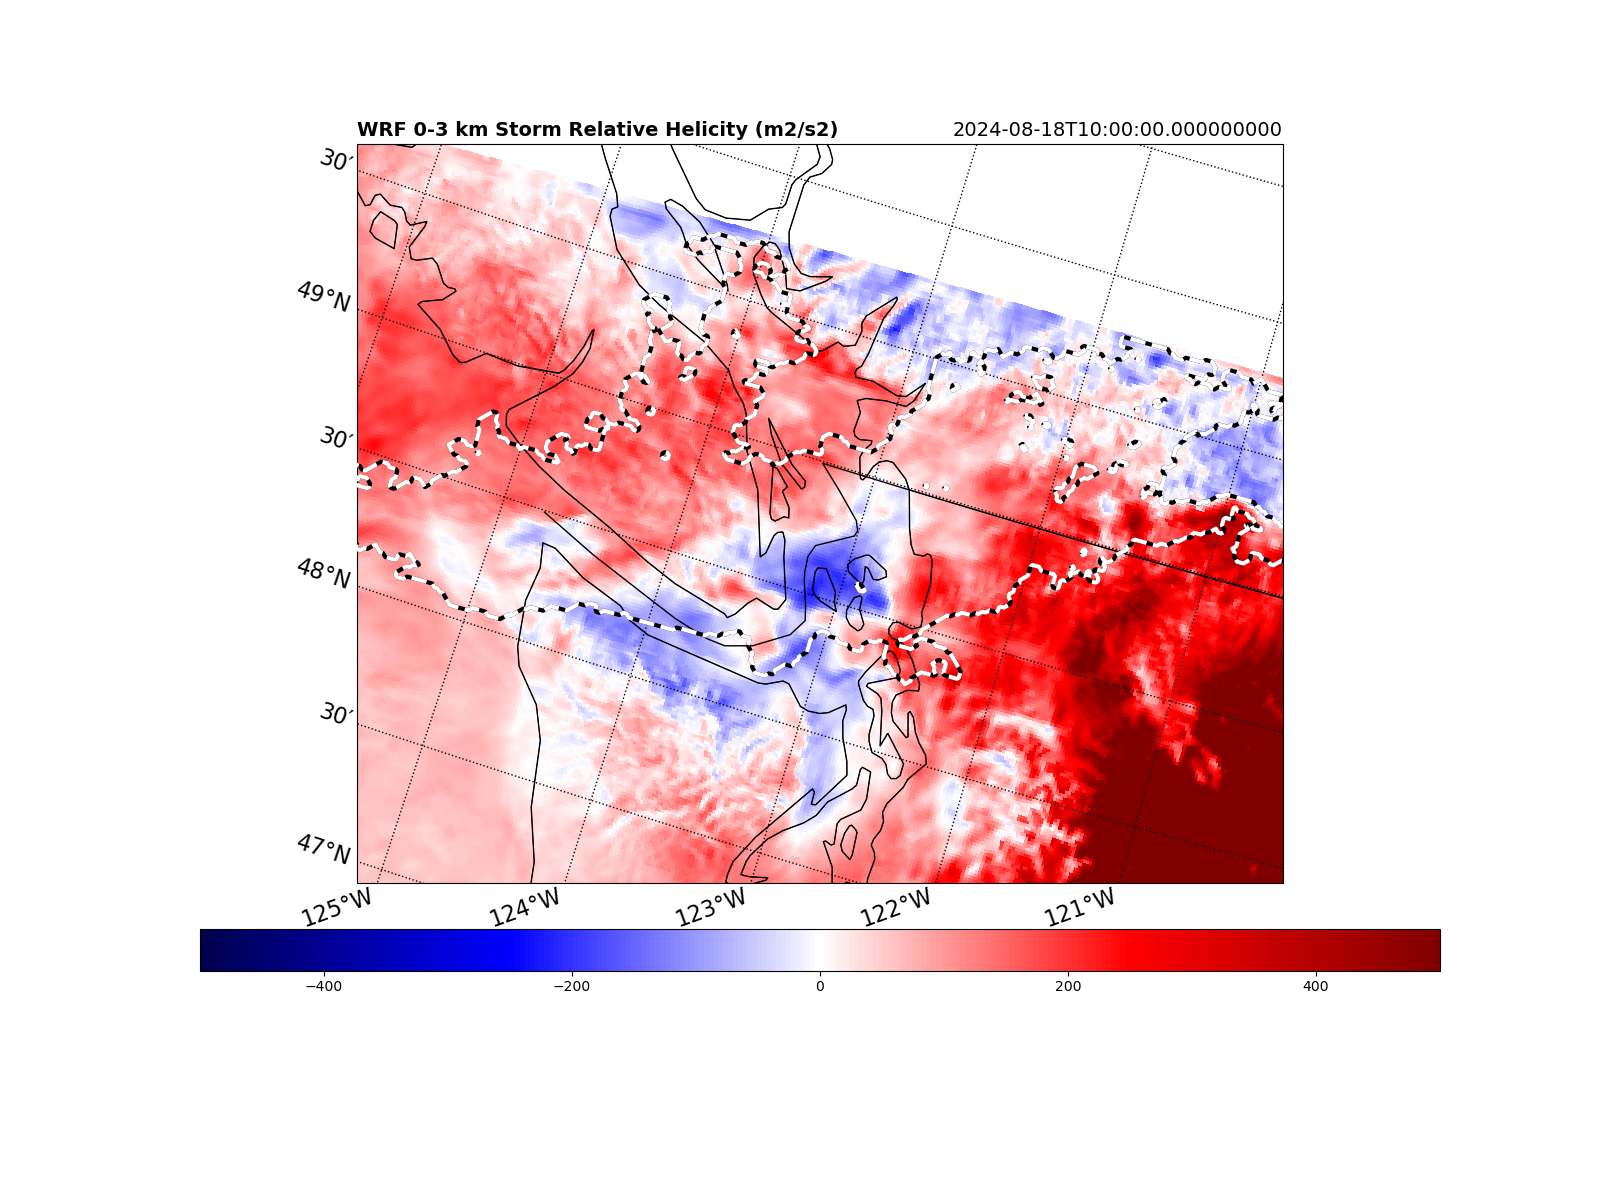 WRF 0-3 km Storm Relative Helicity (m2/s2) 2024-08-18T10:00:00.000000000
30′
49°N
30′
48°N
30′
47°N
125°W 124°W 123°W 122°W 121°W
−400 −200 0 200 400